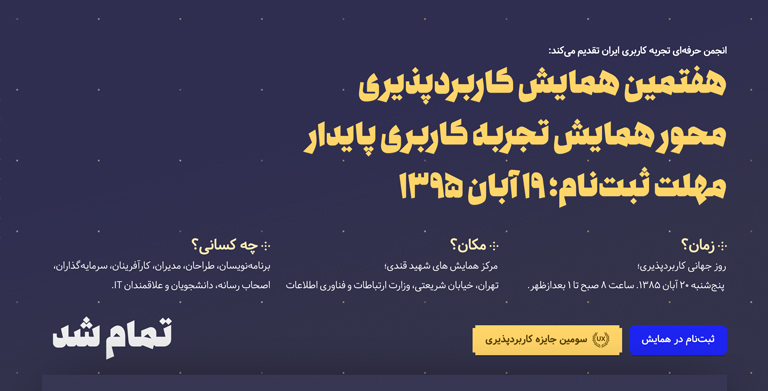 انجمن حرفه‌ای تجربه کاربری ایران تقدیم می‌کند:
هفتمین همایش کاربردپذیری
محور همایش تجربه کاربری پایدار
مهلت ثبت‌نام: ۱۹ آبان ۱۳۹۵
زمان؟
روز جهانی کاربردپذیری؛
پنج‌شنبه ۲۰ آبان ۱۳۸۵. ساعت ۸ صبح تا ۱ بعدازظهر.
مکان؟
مرکز همایش های شهید قندی؛
تهران، خیابان شریعتی، وزارت ارتباطات و فناوری اطلاعات
چه کسانی؟
برنامه‌نویسان، طراحان، مدیران، کارآفرینان، سرمایه‌گذاران،
اصحاب رسانه، دانشجویان و علاقمندان IT.
ثبت‌نام در همایش
UX سومین جایزه کاربردپذیری
تمام شد